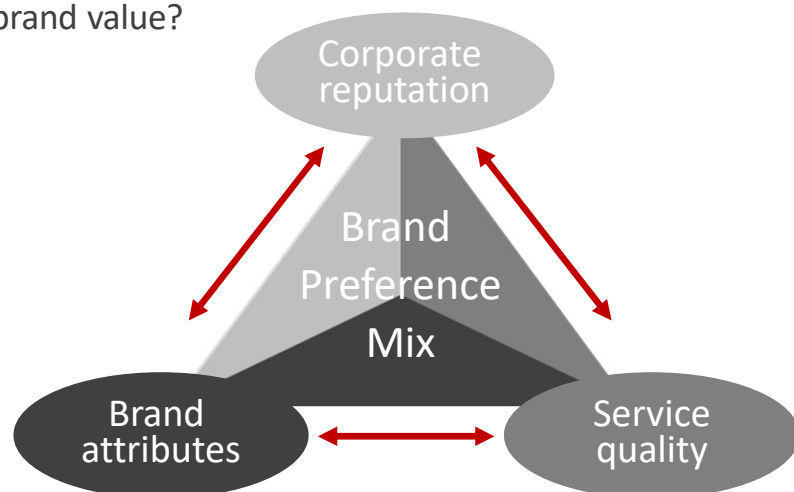 brand value?
Corporate
reputation
Brand
Preference
Mix
Brand
attributes
Service
quality